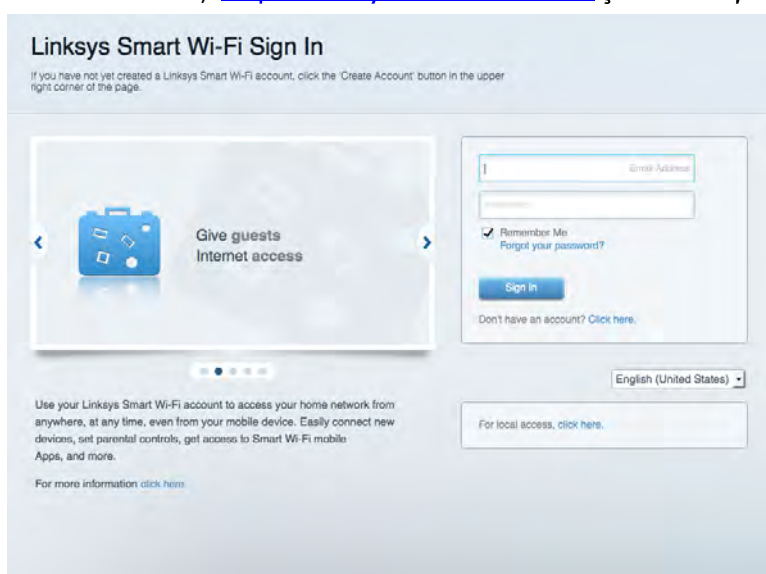 Linksys Smart Wi-Fi Sign In
If you have not yet created a Linksys Smart Wi-Fi account, click the 'Create Account' button in the upper
right corner of the page.
Give guests
Internet access
Email Address
Remember Me
Forgot your password?
Sign In
Don't have an account? Click here.
English (United States)
Use your Linksys Smart Wi-Fi account to access your home network from
anywhere, at any time, even from your mobile device. Easily connect new
devices, set parental controls, get access to Smart Wi-Fi mobile
Apps, and more.
For local access, click here.
For more information click here